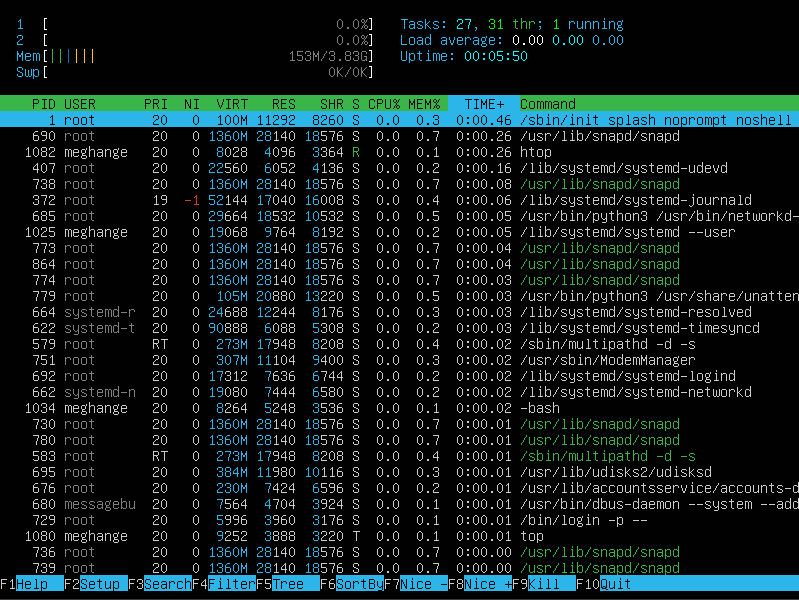 1 [ 0.0%] Tasks: 27, 31 thr; 1 running
2 [ 0.0%] Load average: 0.00 0.00 0.00
Mem[|||||| 153M/3.83G] Uptime: 00:05:50
Swp[ 0K/0K]
PID USER PRI NI VIRT RES SHR S CPU% MEM% TIME+ Command
1 root 20 0 100M 11292 8260 S 0.0 0.3 0:00.46 /sbin/init splash noprompt noshell
690 root 20 0 1360M 28140 18576 S 0.0 0.7 0:00.26 /usr/lib/snapd/snapd
1082 meghange 20 0 8028 4096 3364 R 0.0 0.1 0:00.26 htop
407 root 20 0 22560 6052 4136 S 0.0 0.2 0:00.16 /lib/systemd/systemd-udevd
738 root 20 0 1360M 28140 18576 S 0.0 0.7 0:00.08 /usr/lib/snapd/snapd
372 root 19 -1 52144 17040 16008 S 0.0 0.4 0:00.06 /lib/systemd/systemd-journald
685 root 20 0 29664 18532 10532 S 0.0 0.5 0:00.05 /usr/bin/python3 /usr/bin/networkd-
1025 meghange 20 0 19068 9764 8192 S 0.0 0.2 0:00.05 /lib/systemd/systemd --user
773 root 20 0 1360M 28140 18576 S 0.0 0.7 0:00.04 /usr/lib/snapd/snapd
864 root 20 0 1360M 28140 18576 S 0.0 0.7 0:00.04 /usr/lib/snapd/snapd
774 root 20 0 1360M 28140 18576 S 0.0 0.7 0:00.03 /usr/lib/snapd/snapd
779 root 20 0 105M 20880 13220 S 0.0 0.5 0:00.03 /usr/bin/python3 /usr/share/unatten
664 systemd-r 20 0 24688 12244 8176 S 0.0 0.3 0:00.03 /lib/systemd/systemd-resolved
622 systemd-t 20 0 90888 6088 5308 S 0.0 0.2 0:00.03 /lib/systemd/systemd-timesyncd
579 root RT 0 273M 17948 8208 S 0.0 0.4 0:00.02 /sbin/multipathd -d -s
751 root 20 0 307M 11104 9400 S 0.0 0.3 0:00.02 /usr/sbin/ModemManager
692 root 20 0 17312 7636 6744 S 0.0 0.2 0:00.02 /lib/systemd/systemd-logind
662 systemd-n 20 0 19080 7444 6580 S 0.0 0.2 0:00.02 /lib/systemd/systemd-networkd
1034 meghange 20 0 8264 5248 3536 S 0.0 0.1 0:00.02 -bash
730 root 20 0 1360M 28140 18576 S 0.0 0.7 0:00.01 /usr/lib/snapd/snapd
780 root 20 0 1360M 28140 18576 S 0.0 0.7 0:00.01 /usr/lib/snapd/snapd
583 root RT 0 273M 17948 8208 S 0.0 0.4 0:00.01 /sbin/multipathd -d -s
695 root 20 0 384M 11980 10116 S 0.0 0.3 0:00.01 /usr/lib/udisks2/udisksd
676 root 20 0 230M 7424 6596 S 0.0 0.2 0:00.01 /usr/lib/accountsservice/accounts-d
680 messagebu 20 0 7564 4704 3924 S 0.0 0.1 0:00.01 /usr/bin/dbus-daemon --system --add
729 root 20 0 5996 3960 3176 S 0.0 0.1 0:00.01 /bin/login -p --
1080 meghange 20 0 9252 3888 3220 T 0.0 0.1 0:00.01 top
736 root 20 0 1360M 28140 18576 S 0.0 0.7 0:00.00 /usr/lib/snapd/snapd
739 root 20 0 1360M 28140 18576 S 0.0 0.7 0:00.00 /usr/lib/snapd/snapd
F1Help F2Setup F3SearchF4FilterF5Tree F6SortByF7Nice -F8Nice +F9Kill F10Quit